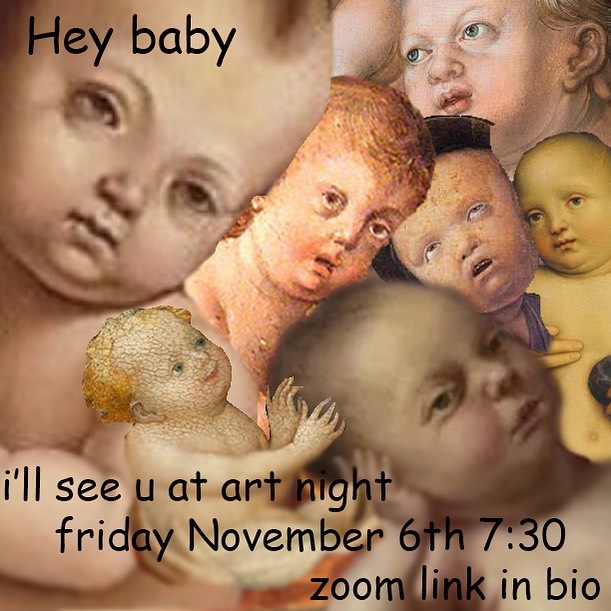 Hey baby
i'll see u at art night
friday November 6th 7:30
zoom link in bio